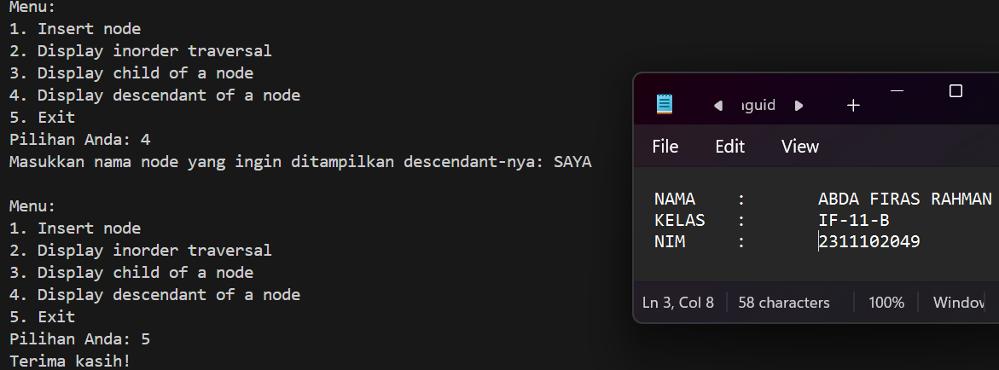 Menu:
1. Insert node
2. Display inorder traversal
3. Display child of a node
4. Display descendant of a node
5. Exit
Pilihan Anda: 4
Masukkan nama node yang ingin ditampilkan descendant-nya: SAYA
Menu:
1. Insert node
2. Display inorder traversal
3. Display child of a node
4. Display descendant of a node
5. Exit
Pilihan Anda: 5
Terima kasih!
File Edit View
NAMA : ABDA FIRAS RAHMAN
KELAS : IF-11-B
NIM : 2311102049
Ln 3, Col 8 58 characters 100%